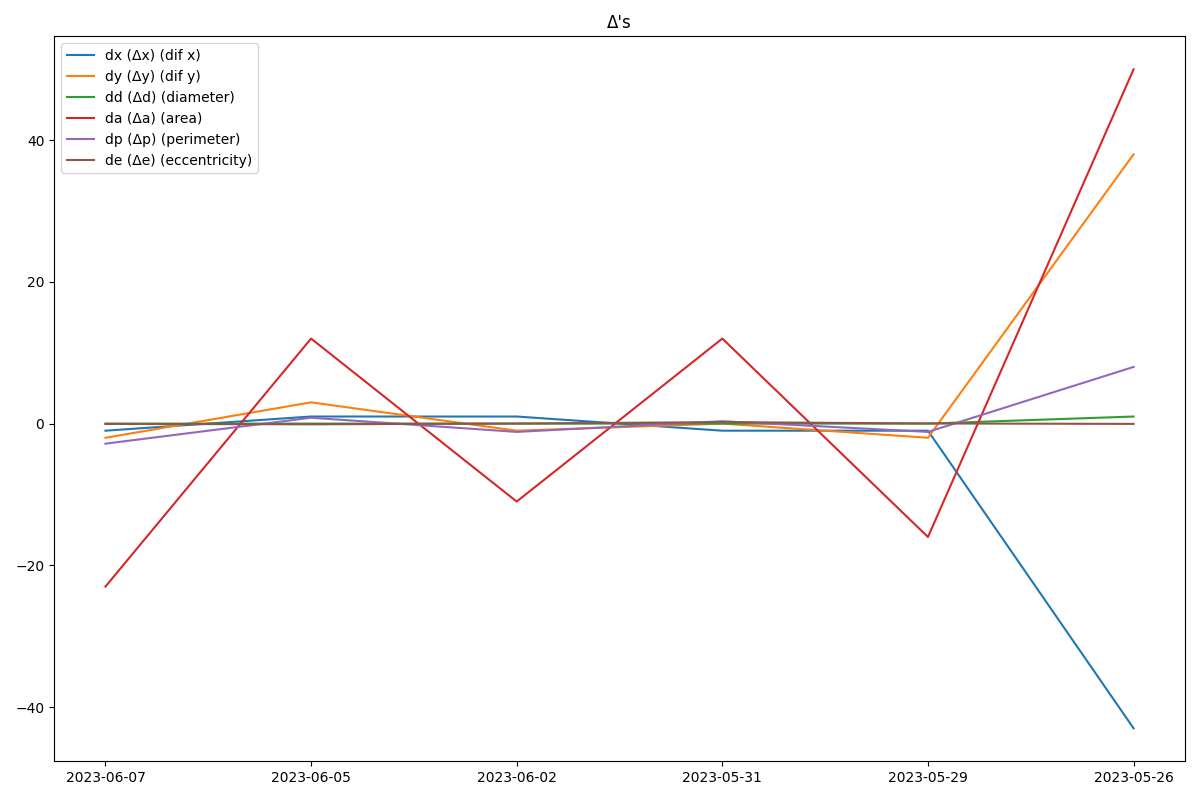 Δ's
dx (Δx) (dif x)
dy (Δy) (dif y)
dd (Δd) (diameter)
da (Δa) (area)
dp (Δp) (perimeter)
de (Δe) (eccentricity)
40
20
0
−20
−40
2023-06-07 2023-06-05 2023-06-02 2023-05-31 2023-05-29 2023-05-26